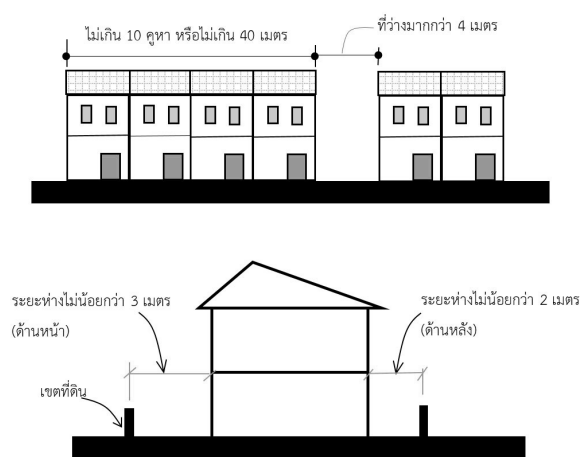 ไม่เกิน 10 คูหา หรือไม่เกิน 40 เมตร
ที่ว่างมากกว่า 4 เมตร
ระยะห่างไม่น้อยกว่า 3 เมตร
(ด้านหน้า)
ระยะห่างไม่น้อยกว่า 2 เมตร
(ด้านหลัง)
เขตที่ดิน